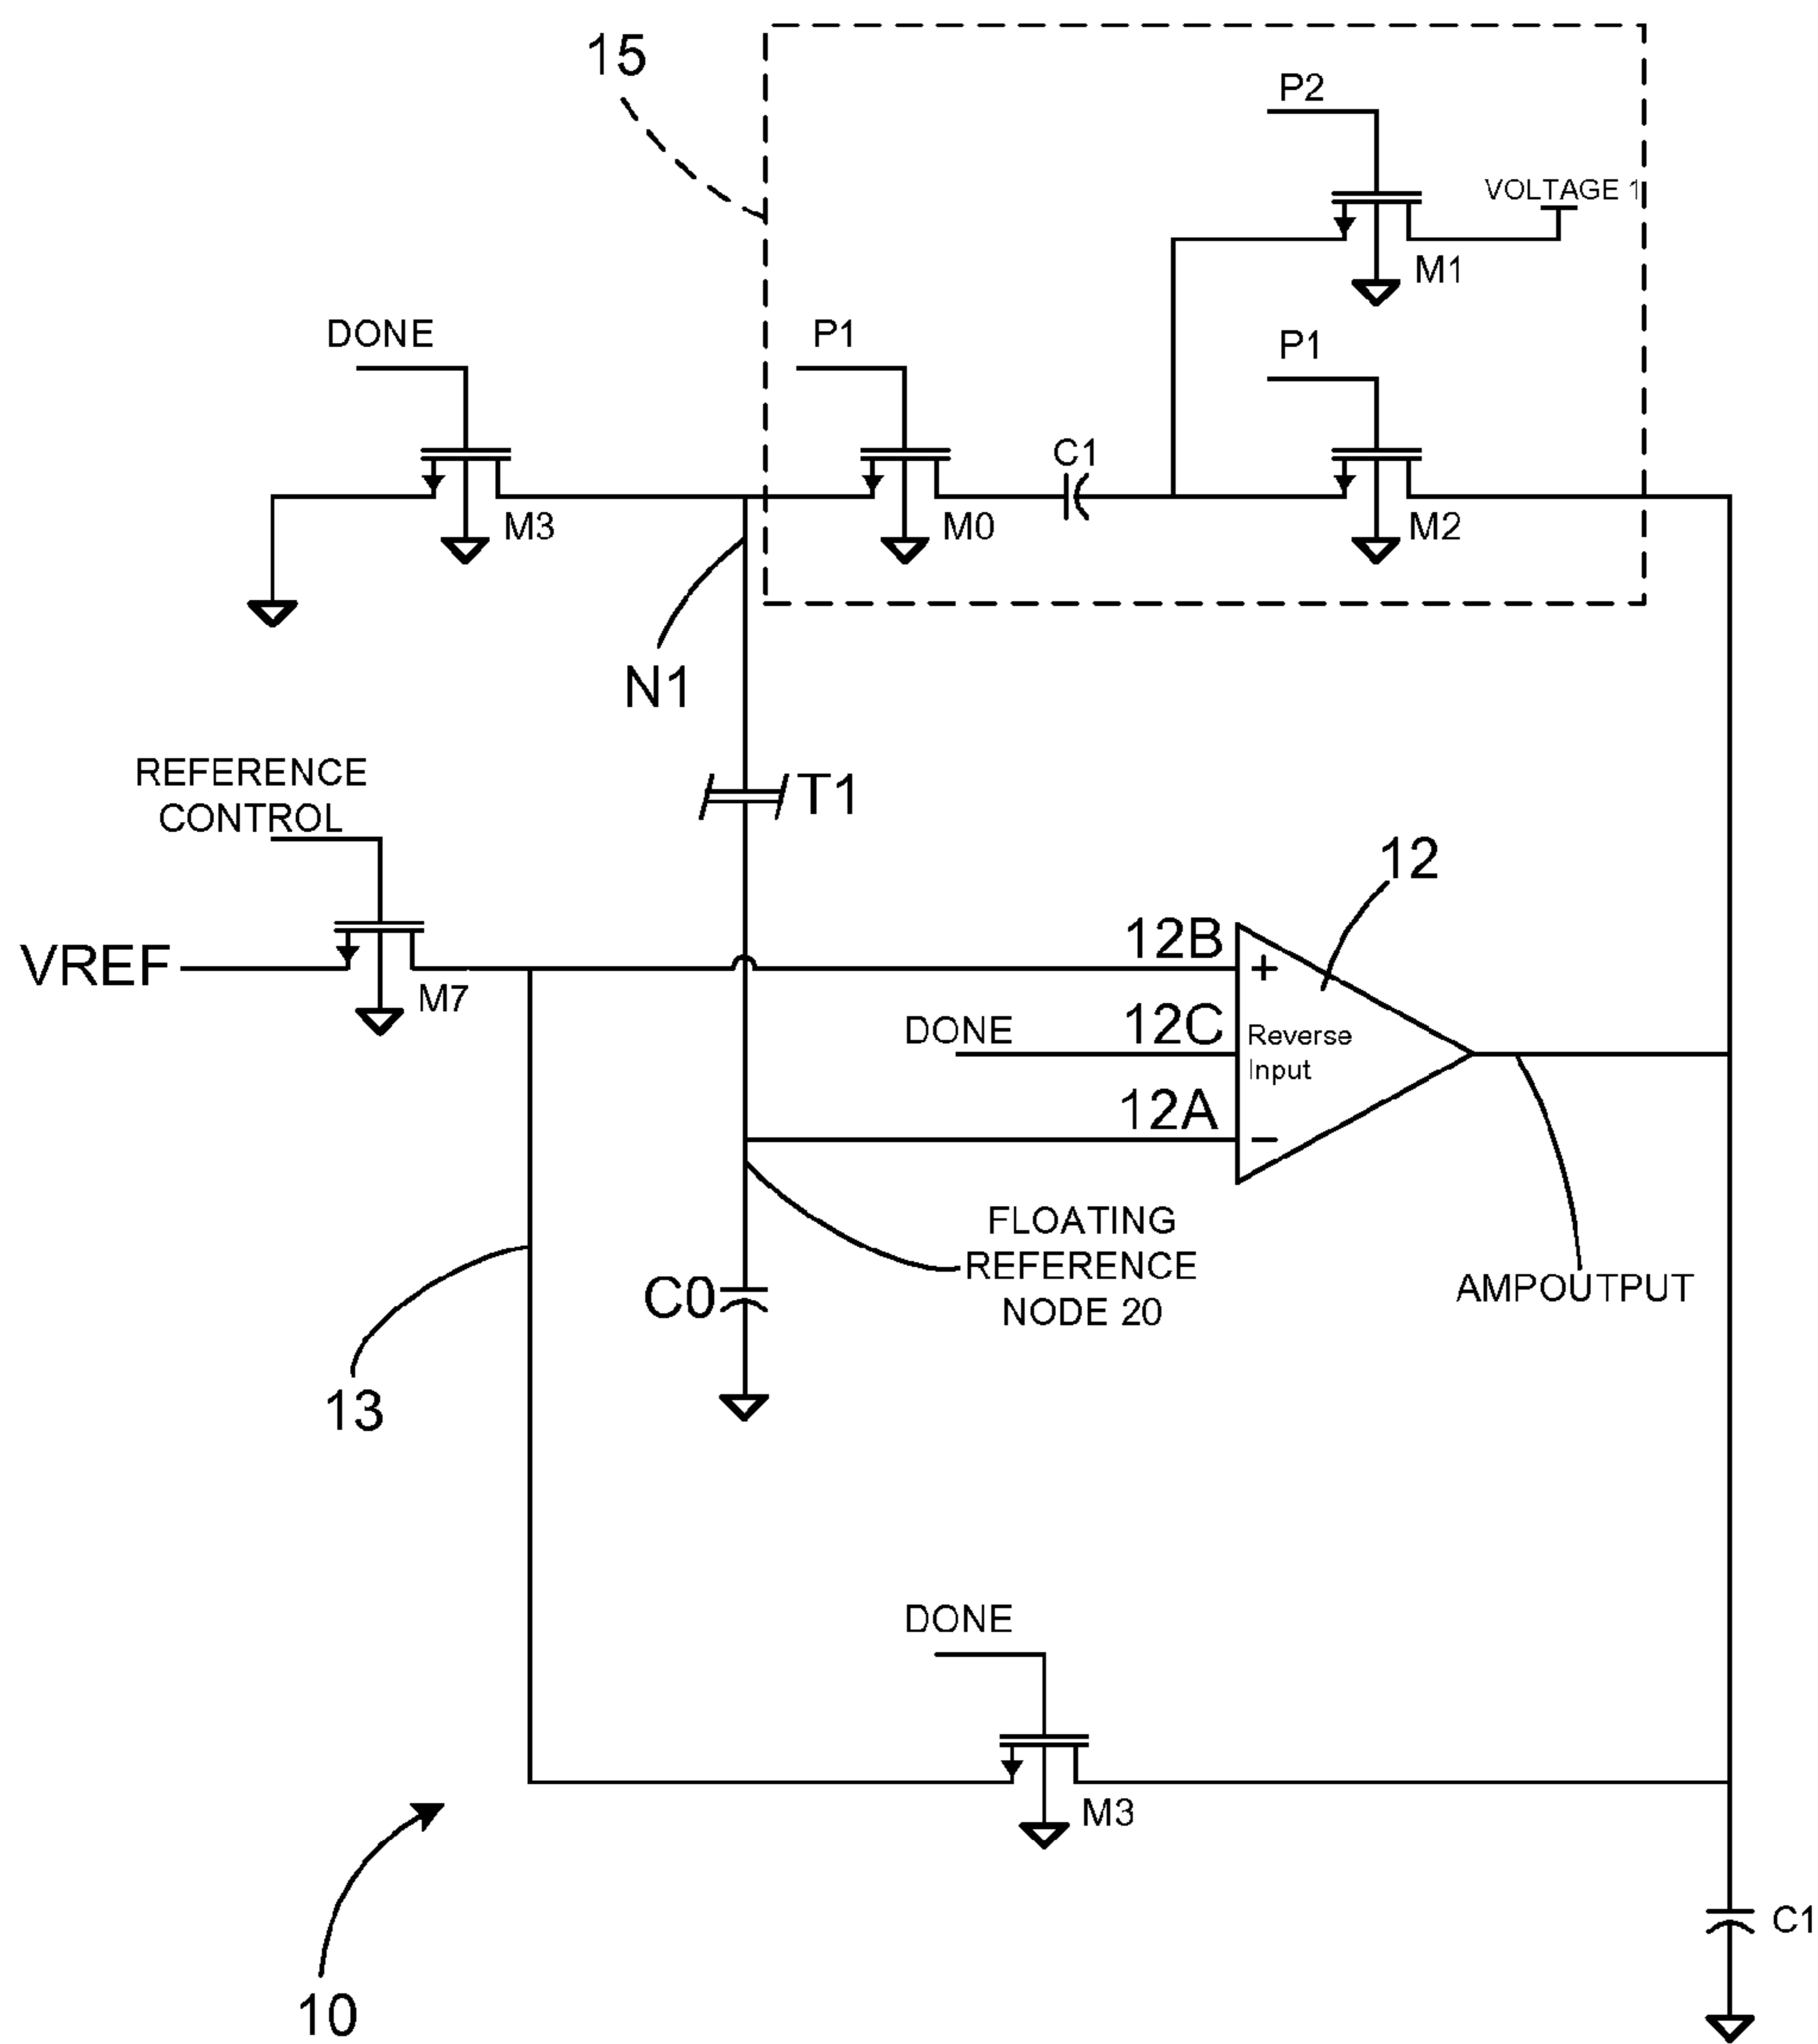 15
P2
VOLTAGE 1
M1
DONE
P1
P1
C1
M3
M0
M2
N1
REFERENCE
CONTROL
T1
12
VREF
12B
+
M7
DONE
12C
Reverse
Input
12A
−
FLOATING
REFERENCE
NODE 20
AMPOUTPUT
C0
13
DONE
M3
10
C1